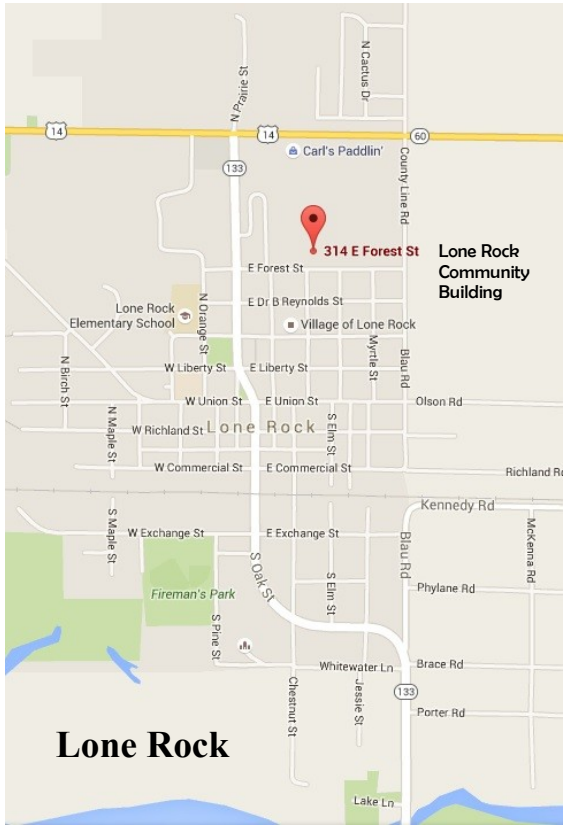 N Cactus Dr
N Prairie St
14
14
60
Carl's Paddlin'
133
County Line Rd
314 E Forest St
Lone Rock
Community
Building
E Forest St
N Orange St
E Dr B Reynolds St
Lone Rock
Elementary School
Village of Lone Rock
N Birch St
Myrtle St
Blau Rd
W Liberty St
E Liberty St
W Union St
E Union St
Olson Rd
N Maple St
W Richland St
Lone Rock
S Elm St
W Commercial St
E Commercial St
Richland Rd
Kennedy Rd
S Maple St
W Exchange St
E Exchange St
Blau Rd
McKenna Rd
S Oak St
Fireman's Park
S Elm St
Phylane Rd
S Pine St
Whitewater Ln
Brace Rd
Chestnut St
Jessie St
133
Porter Rd
Lone Rock
Lake Ln